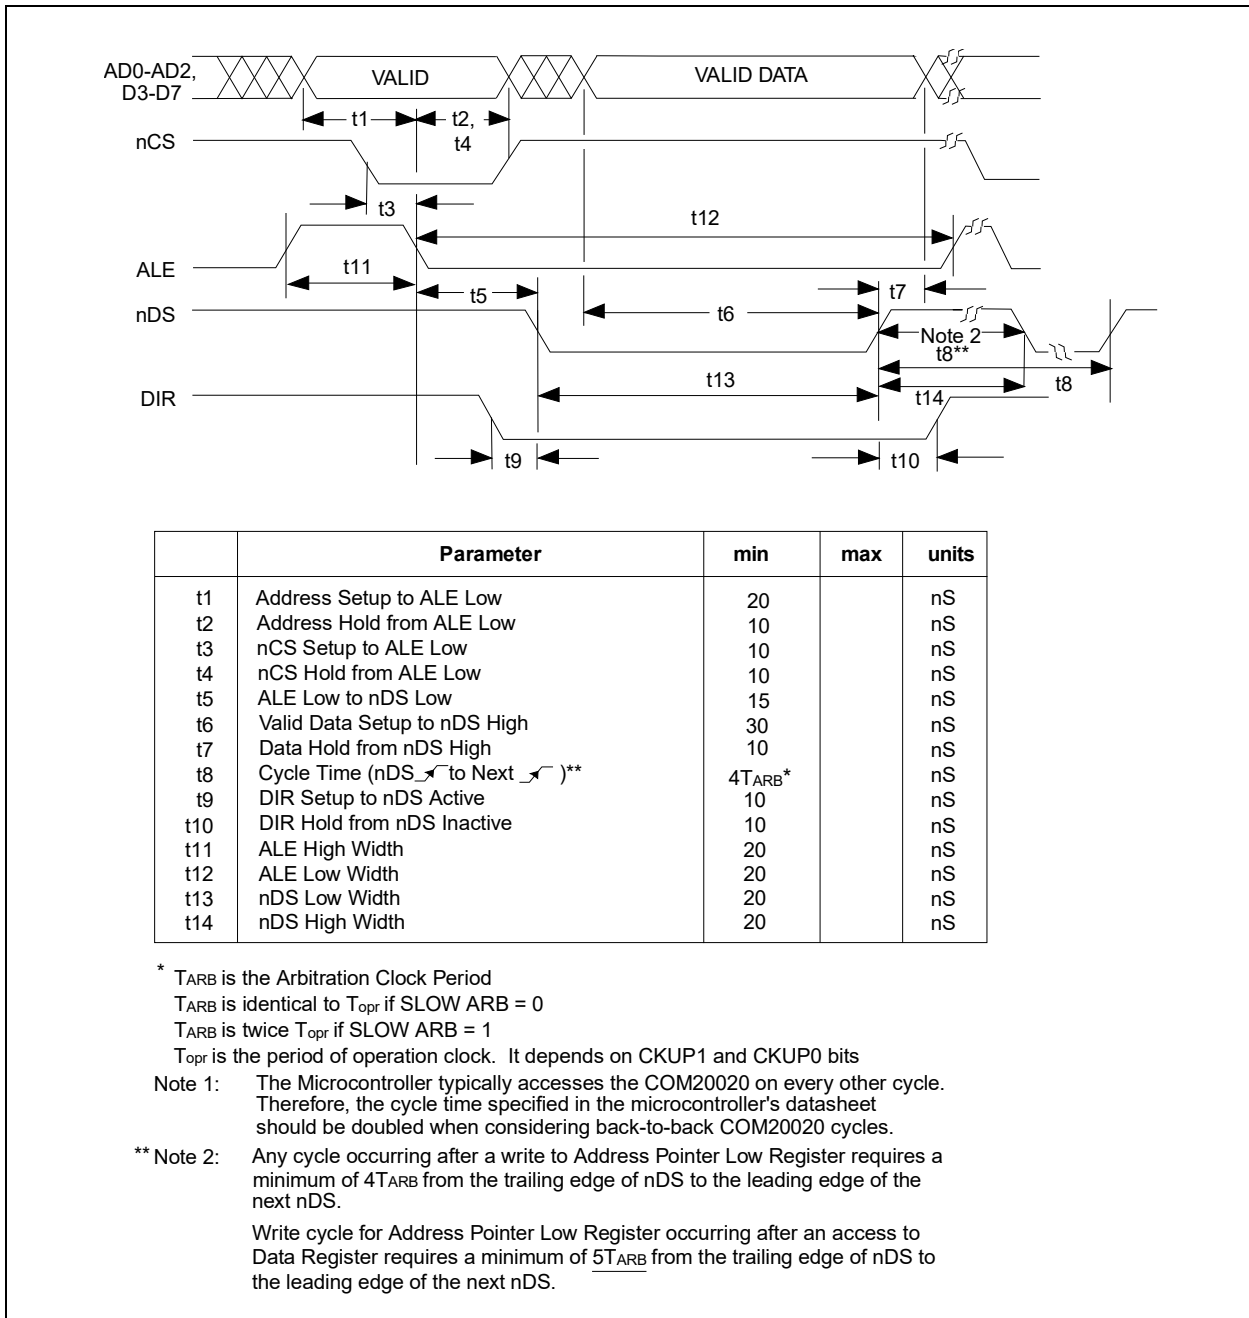 AD0-AD2,
D3-D7
VALID
VALID DATA
t1
t2,
t4
nCS
t3
t12
ALE
t11
t5
t7
nDS
t6
Note 2
t8**
t13
t8
DIR
t14
t9
t10
Parameter min max units
t1 Address Setup to ALE Low 20 nS
t2 Address Hold from ALE Low 10 nS
t3 nCS Setup to ALE Low 10 nS
t4 nCS Hold from ALE Low 10 nS
t5 ALE Low to nDS Low 15 nS
t6 Valid Data Setup to nDS High 30 nS
t7 Data Hold from nDS High 10 nS
t8 Cycle Time (nDS to Next )** 4TARB* nS
t9 DIR Setup to nDS Active 10 nS
t10 DIR Hold from nDS Inactive 10 nS
t11 ALE High Width 20 nS
t12 ALE Low Width 20 nS
t13 nDS Low Width 20 nS
t14 nDS High Width 20 nS
* TARB is the Arbitration Clock Period
TARB is identical to Topr if SLOW ARB = 0
TARB is twice Topr if SLOW ARB = 1
Topr is the period of operation clock. It depends on CKUP1 and CKUP0 bits
Note 1: The Microcontroller typically accesses the COM20020 on every other cycle.
Therefore, the cycle time specified in the microcontroller's datasheet
should be doubled when considering back-to-back COM20020 cycles.
** Note 2: Any cycle occurring after a write to Address Pointer Low Register requires a
minimum of 4TARB from the trailing edge of nDS to the leading edge of the
next nDS.
Write cycle for Address Pointer Low Register occurring after an access to
Data Register requires a minimum of 5TARB from the trailing edge of nDS to
the leading edge of the next nDS.